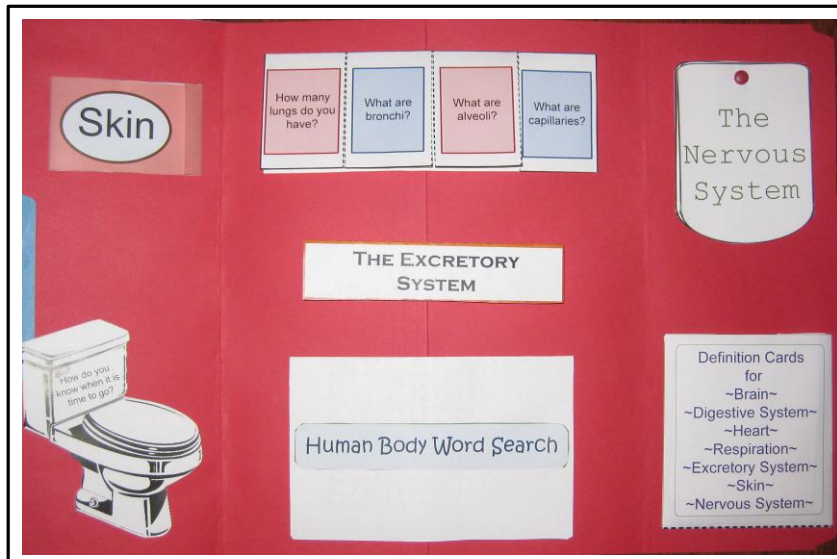 Skin
How many
lungs do you
have?
What are
bronchi?
What are
alveoli?
What are
capillaries?
The
Nervous
System
The Excretory
System
How do you
know when it is
time to go?
Human Body Word Search
Definition Cards
for
~Brain~
~Digestive System~
~Heart~
~Respiration~
~Excretory System~
~Skin~
~Nervous System~